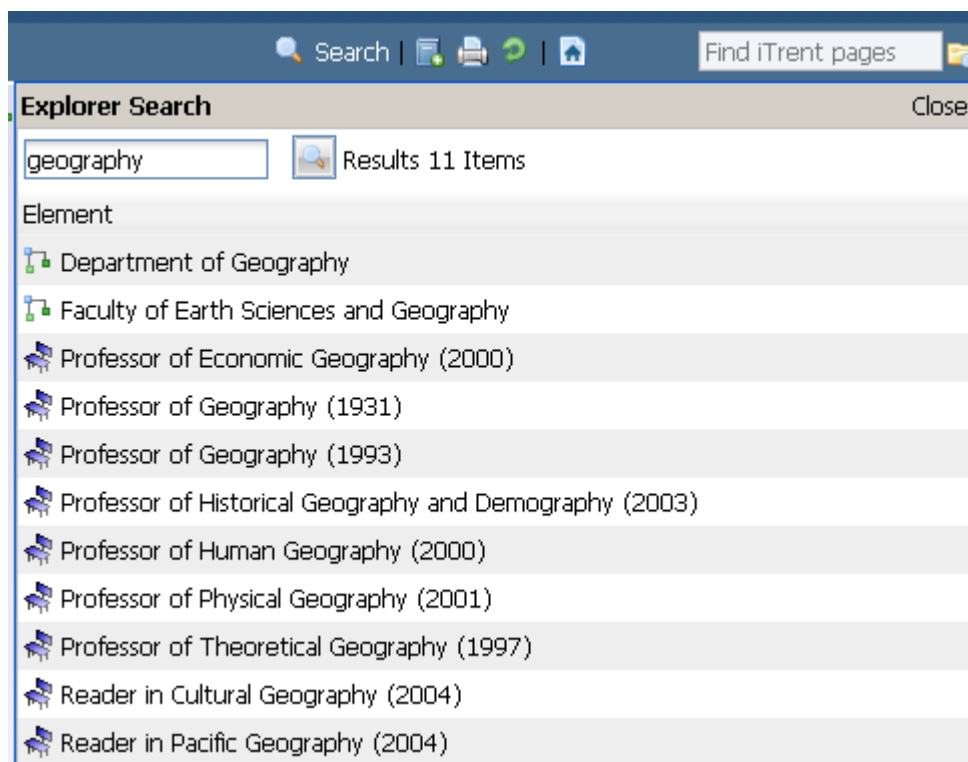 Search | | Find iTrent pages
Explorer Search Close
geography Results 11 Items
Element
Department of Geography
Faculty of Earth Sciences and Geography
Professor of Economic Geography (2000)
Professor of Geography (1931)
Professor of Geography (1993)
Professor of Historical Geography and Demography (2003)
Professor of Human Geography (2000)
Professor of Physical Geography (2001)
Professor of Theoretical Geography (1997)
Reader in Cultural Geography (2004)
Reader in Pacific Geography (2004)